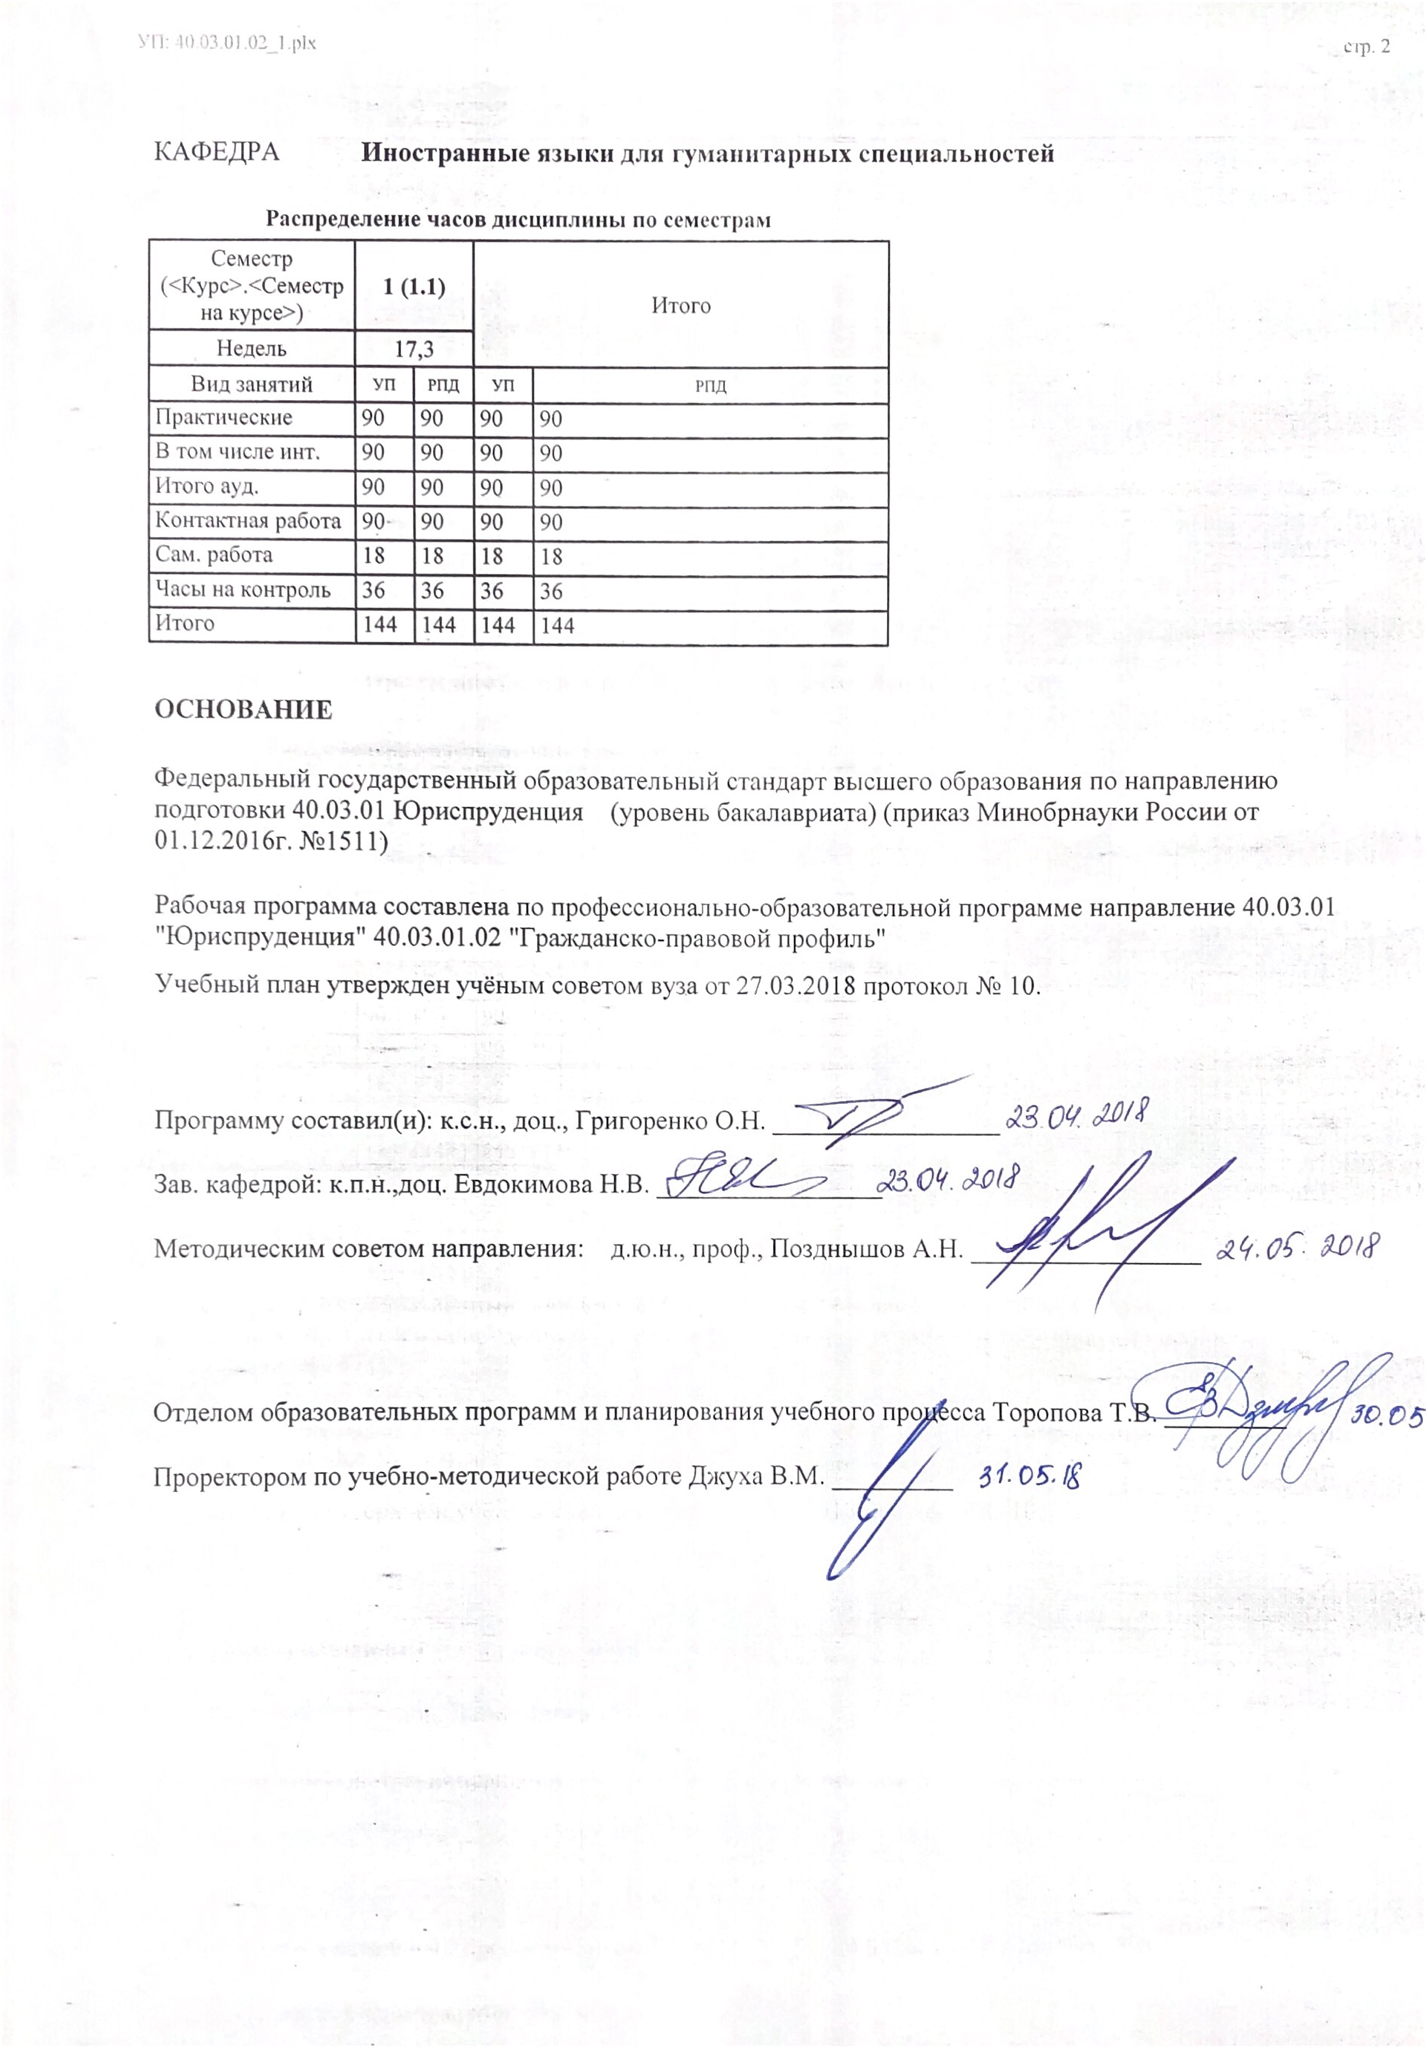 УП: 40.03.01.02_1.plx
стр. 2
КАФЕДРА Иностранные языки для гуманитарных специальностей
Распределение часов дисциплины по семестрам
Семестр
(<Курс>.<Семестр
на курсе>)
1 (1.1)
Итого
Недель 17,3
Вид занятий УП РПД УП РПД
Практические 90 90 90 90
В том числе инт. 90 90 90 90
Итого ауд. 90 90 90 90
Контактная работа 90 90 90 90
Сам. работа 18 18 18 18
Часы на контроль 36 36 36 36
Итого 144 144 144 144
ОСНОВАНИЕ
Федеральный государственный образовательный стандарт высшего образования по направлению
подготовки 40.03.01 Юриспруденция (уровень бакалавриата) (приказ Минобрнауки России от
01.12.2016г. №1511)
Рабочая программа составлена по профессионально-образовательной программе направление 40.03.01
"Юриспруденция" 40.03.01.02 "Гражданско-правовой профиль"
Учебный план утвержден учёным советом вуза от 27.03.2018 протокол № 10.
Программу составил(и): к.с.н., доц., Григоренко О.Н. 23.04.2018
Зав. кафедрой: к.п.н.,доц. Евдокимова Н.В. 23.04.2018
Методическим советом направления: д.ю.н., проф., Позднышов А.Н. 24.05.2018
Отделом образовательных программ и планирования учебного процесса Торопова Т.В. 30.05
Проректором по учебно-методической работе Джуха В.М. 31.05.18